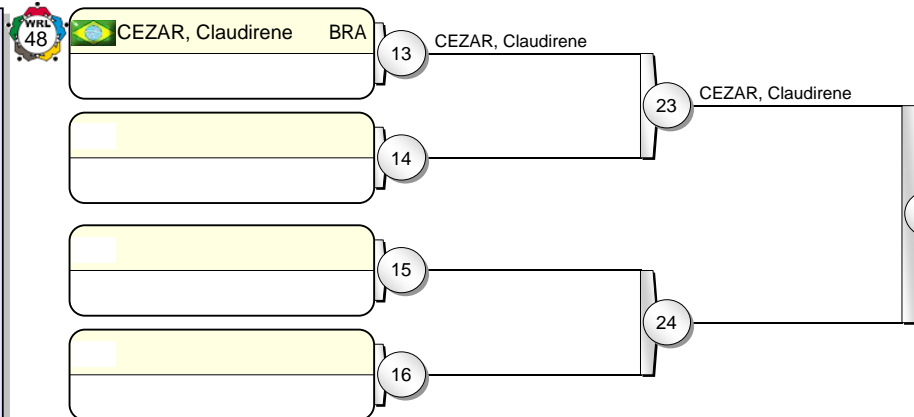 WRL
48
CEZAR, Claudirene BRA
13
CEZAR, Claudirene
23
CEZAR, Claudirene
14
15
24
16